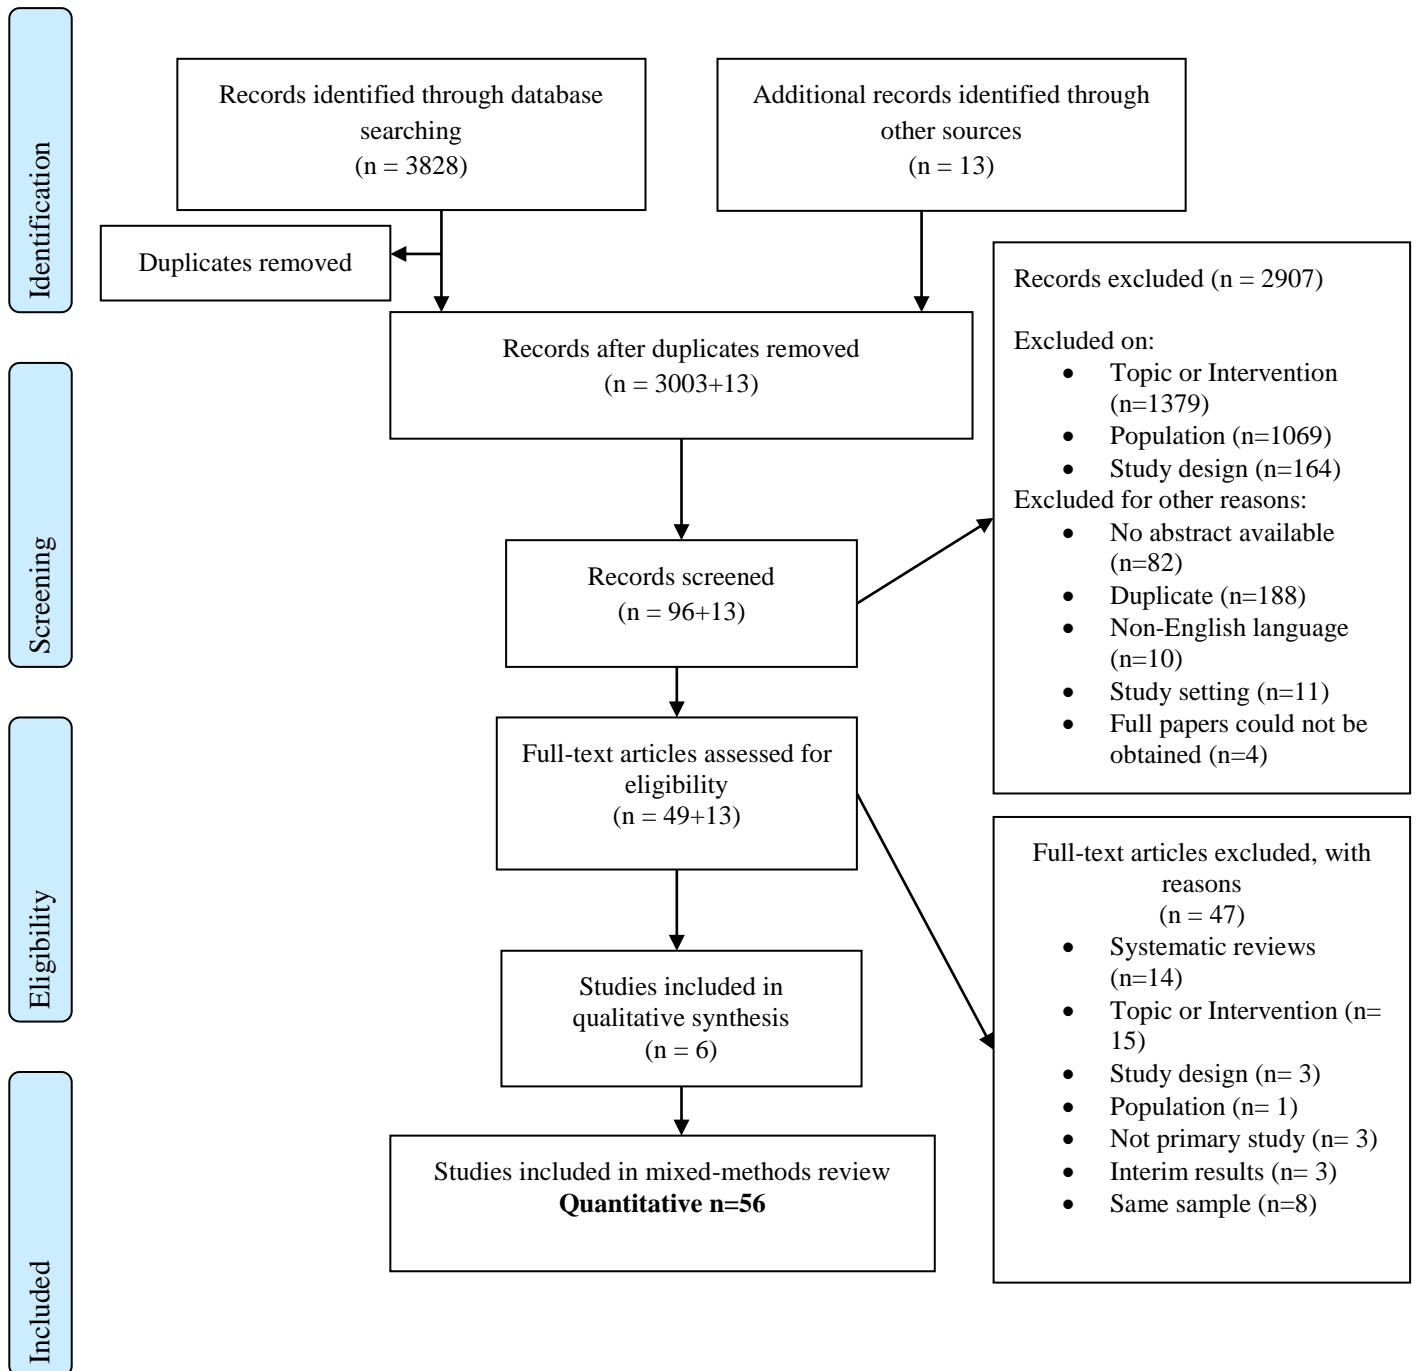 Identification
Records identified through database
searching
(n = 3828)
Additional records identified through
other sources
(n = 13)
Duplicates removed
Records after duplicates removed
(n = 3003+13)
Records excluded (n = 2907)
Excluded on:
• Topic or Intervention
(n=1379)
• Population (n=1069)
• Study design (n=164)
Excluded for other reasons:
• No abstract available
(n=82)
• Duplicate (n=188)
• Non-English language
(n=10)
• Study setting (n=11)
• Full papers could not be
obtained (n=4)
Screening
Records screened
(n = 96+13)
Eligibility
Full-text articles assessed for
eligibility
(n = 49+13)
Full-text articles excluded, with
reasons
(n = 47)
• Systematic reviews
(n=14)
• Topic or Intervention (n=
15)
• Study design (n= 3)
• Population (n= 1)
• Not primary study (n= 3)
• Interim results (n= 3)
• Same sample (n=8)
Studies included in
qualitative synthesis
(n = 6)
Included
Studies included in mixed-methods review
Quantitative n=56